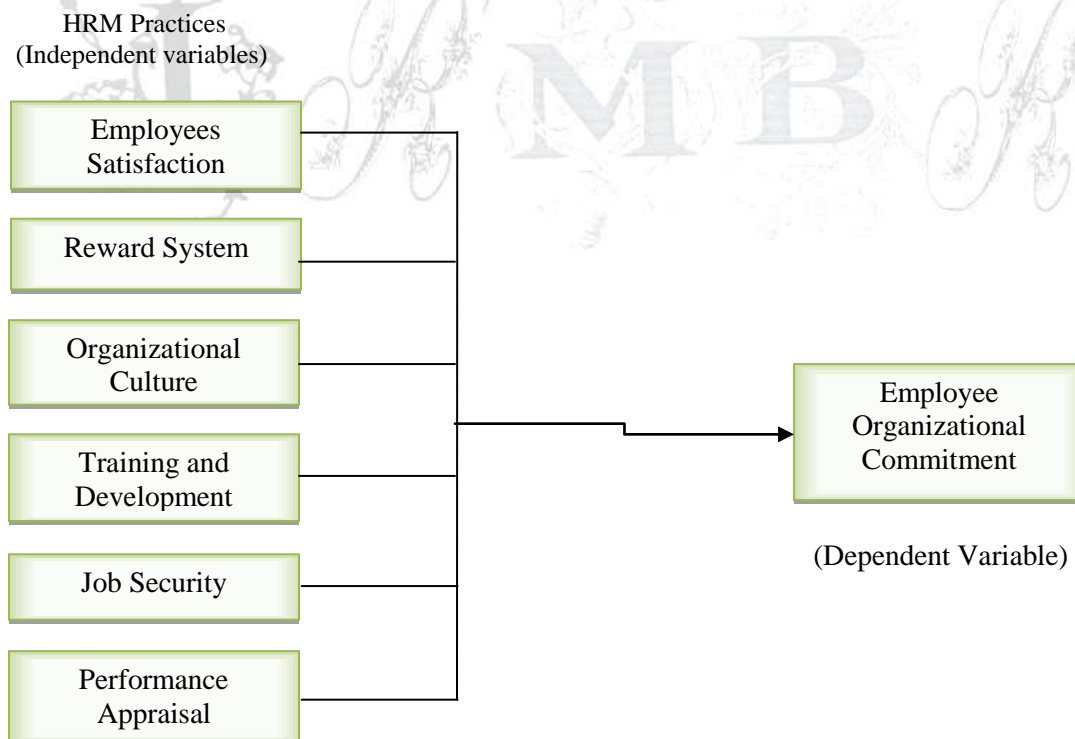 HRM Practices
(Independent variables)
Employees
Satisfaction
Reward System
Organizational
Culture
Training and
Development
Job Security
Performance
Appraisal
Employee
Organizational
Commitment
(Dependent Variable)